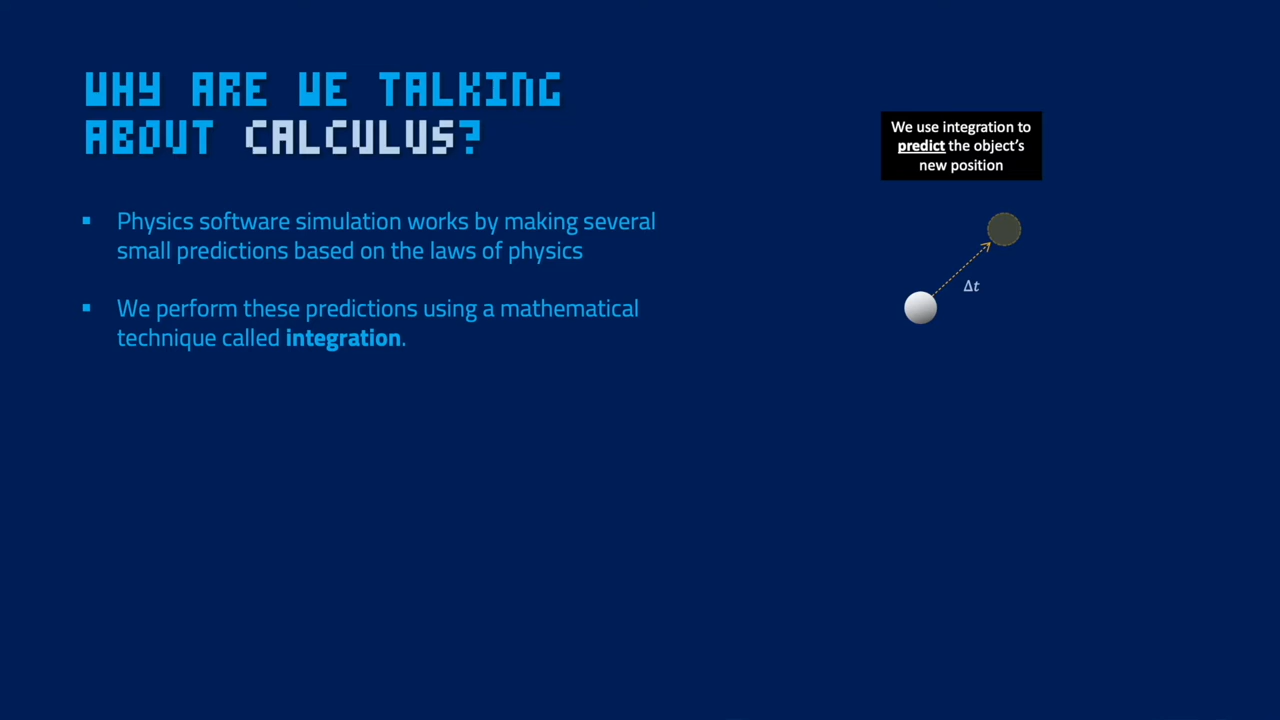 WHY ARE WE TALKING
ABOUT CALCULUS?
▪ Physics software simulation works by making several
small predictions based on the laws of physics
▪ We perform these predictions using a mathematical
technique called integration.
We use integration to
predict the object's
new position
Δt